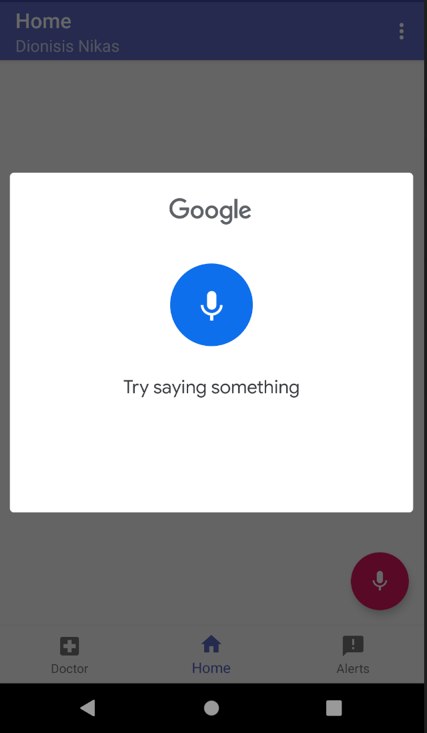 Home
Dionisis Nikas
Google
Try saying something
Doctor
Home
Alerts